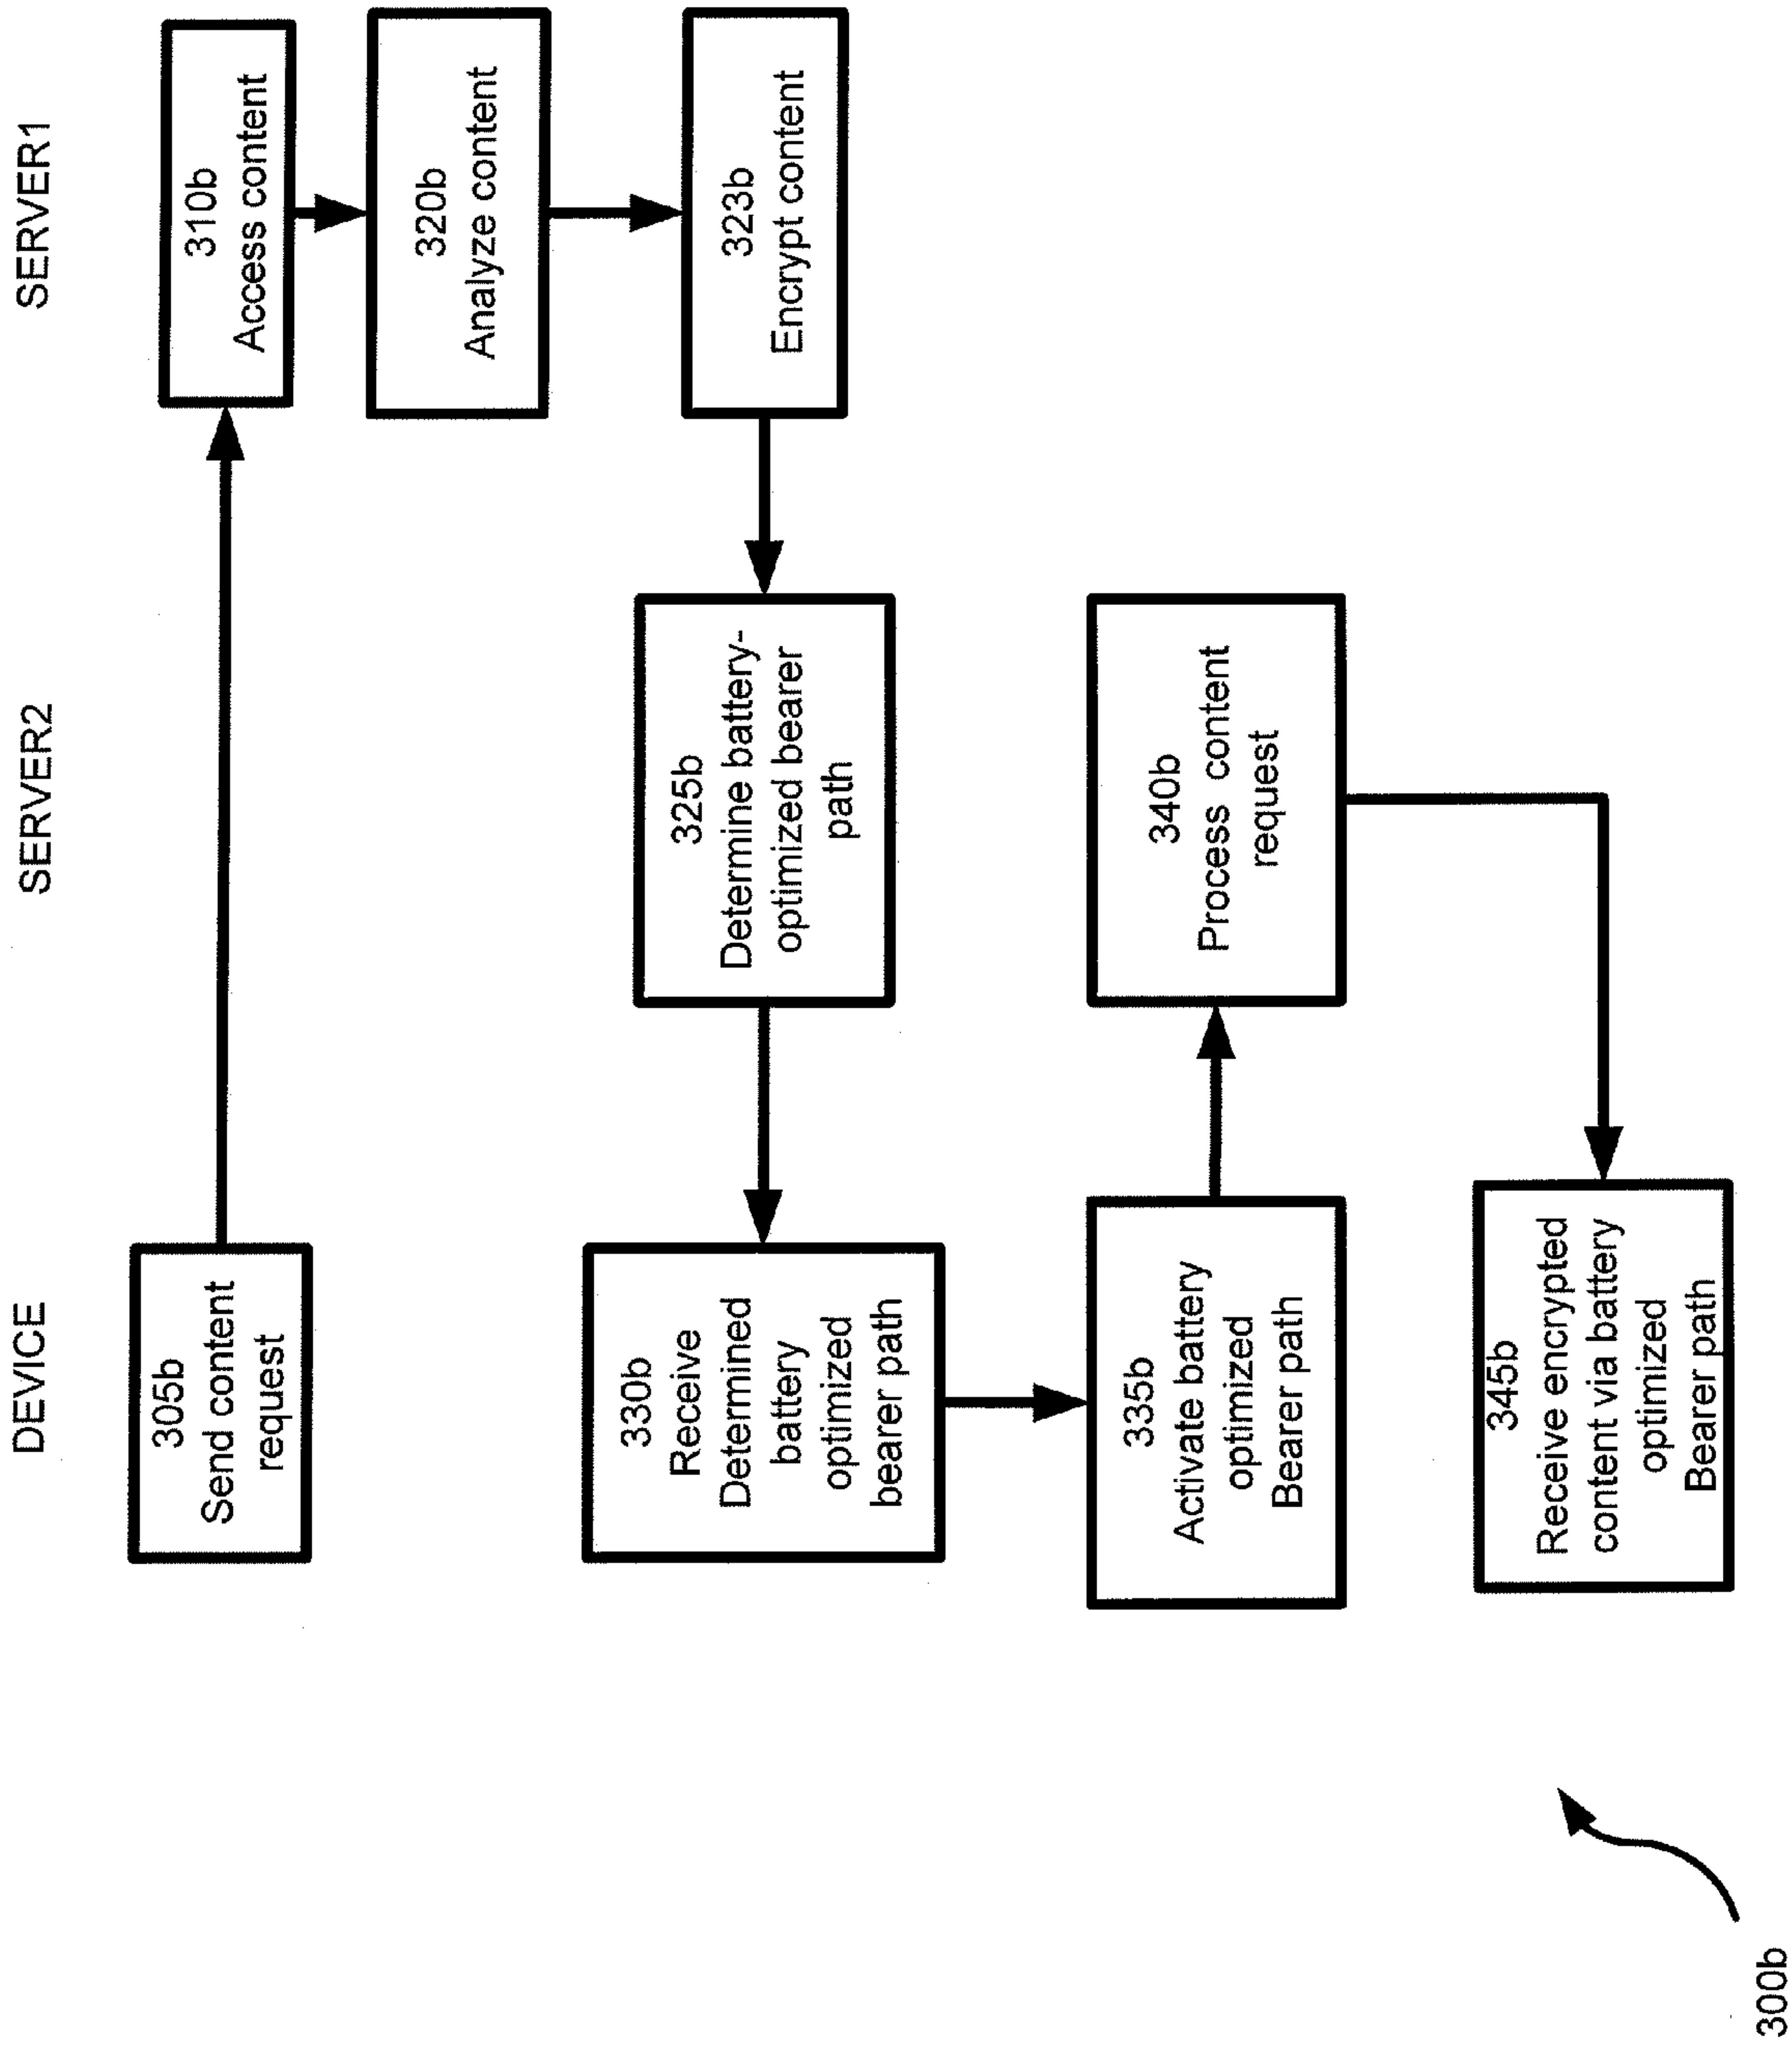 DEVICE
SERVER2
SERVER1
305b
Send content
request
310b
Access content
320b
Analyze content
323b
Encrypt content
325b
Determine battery-
optimized bearer
path
330b
Receive
Determined
battery
optimized
bearer path
335b
Activate battery
optimized
Bearer path
340b
Process content
request
345b
Receive encrypted
content via battery
optimized
Bearer path
300b